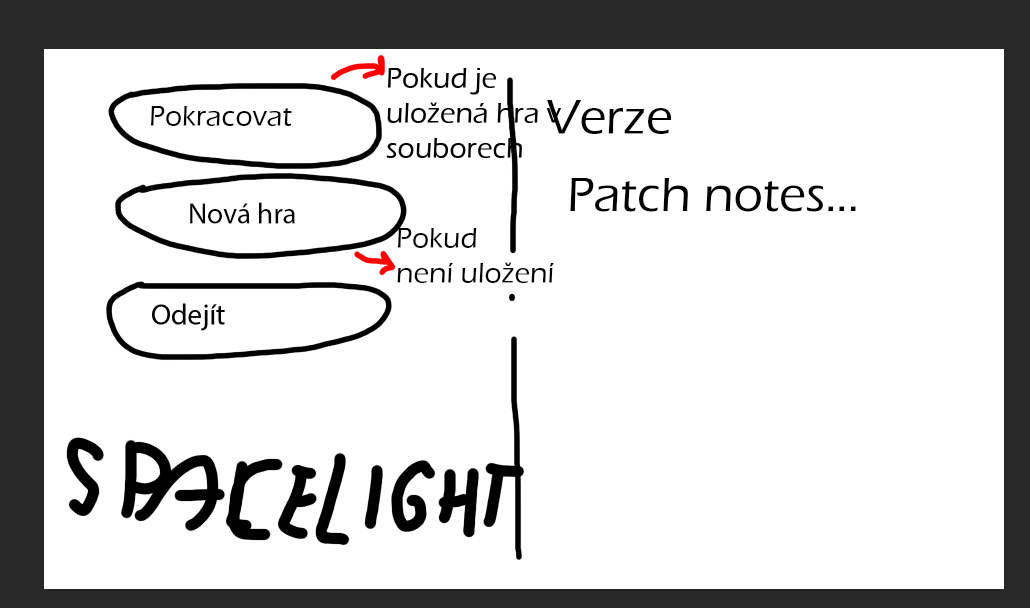 Pokracovat
Pokud je
uložená hra v
souborech
Nová hra
Pokud
není uložení
Odejít
SPACELIGHT
Verze
Patch notes...